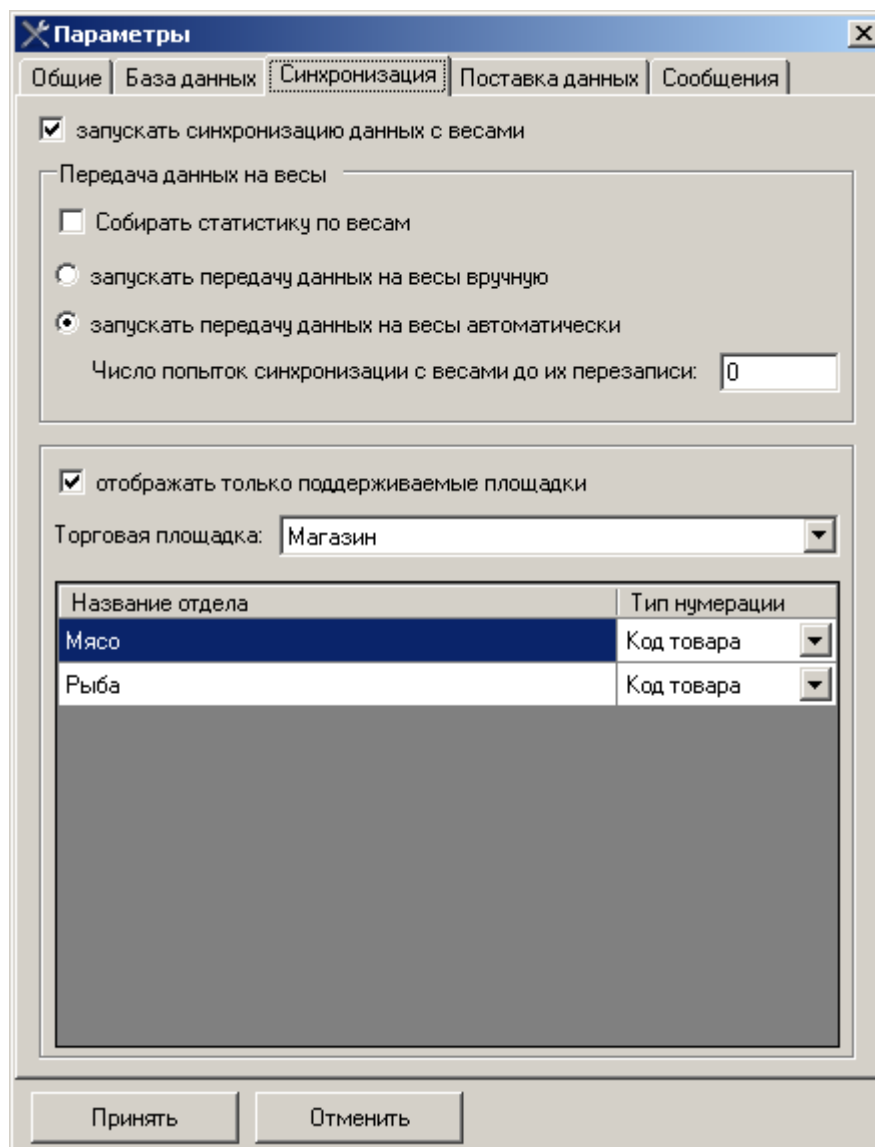 Параметры
Общие База данных Синхронизация Поставка данных Сообщения
запускать синхронизацию данных с весами
Передача данных на весы
Собирать статистику по весам
запускать передачу данных на весы вручную
запускать передачу данных на весы автоматически
Число попыток синхронизации с весами до их перезаписи: 0
отображать только поддерживаемые площадки
Торговая площадка: Магазин
Название отдела Тип нумерации
Мясо Код товара
Рыба Код товара
Принять Отменить